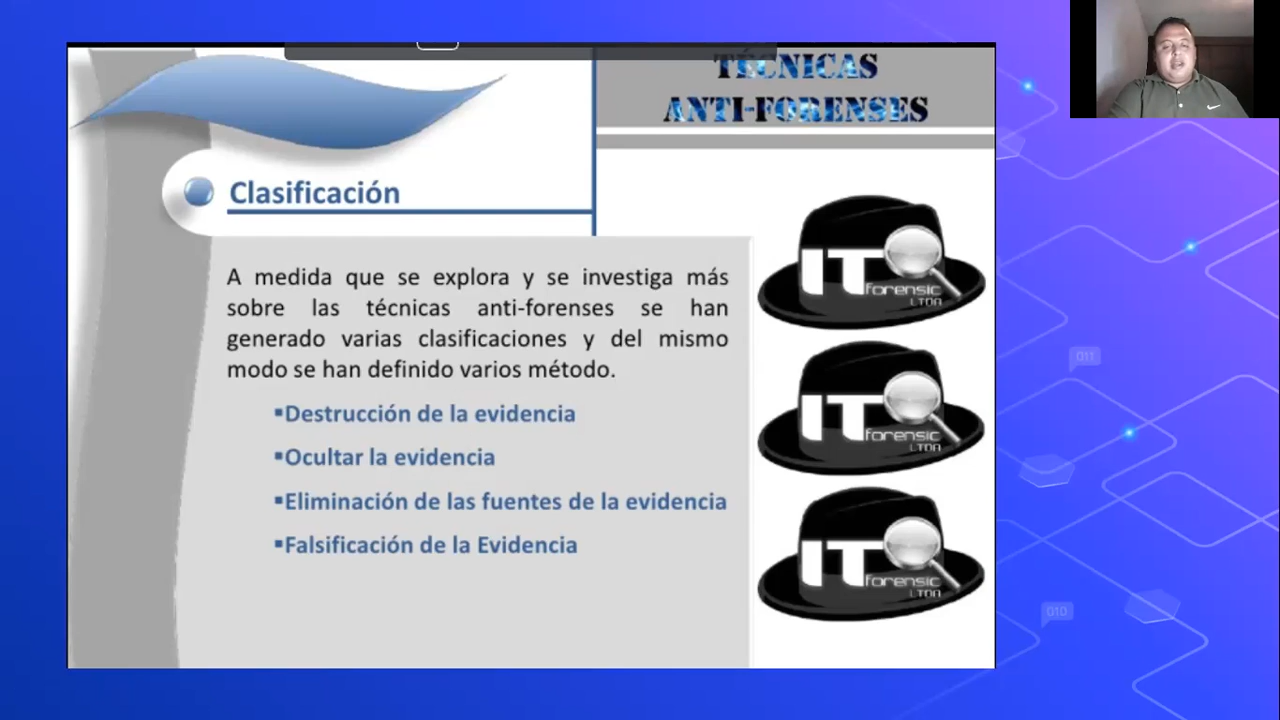 TÉCNICAS
ANTI-FORENSES
Clasificación
A medida que se explora y se investiga más
sobre las técnicas anti-forenses se han
generado varias clasificaciones y del mismo
modo se han definido varios método.
▪Destrucción de la evidencia
▪Ocultar la evidencia
▪Eliminación de las fuentes de la evidencia
▪Falsificación de la Evidencia
IT
forensic
LTDA
IT
forensic
LTDA
IT
forensic
LTDA
011
010